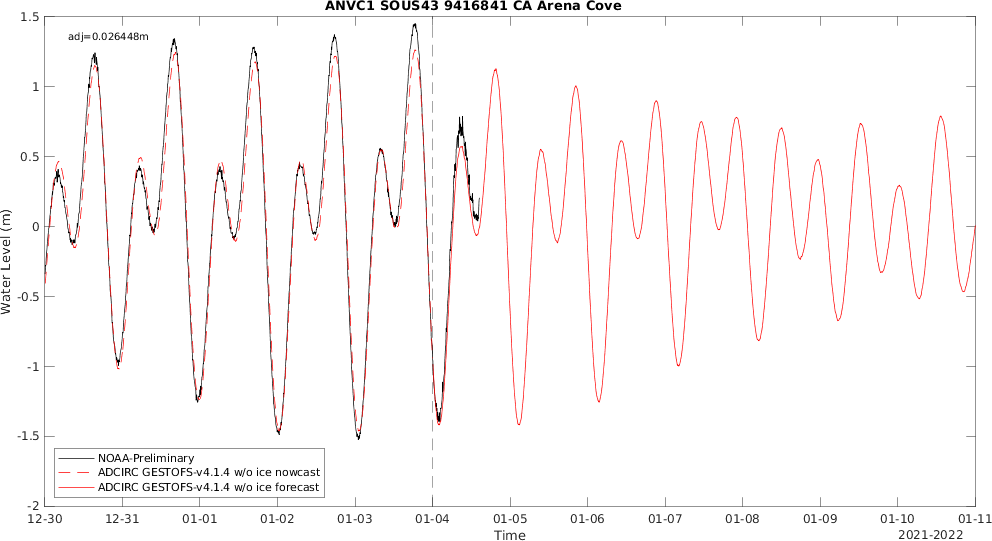 ANVC1 SOUS43 9416841 CA Arena Cove
adj=0.026448m
1.5
1
0.5
0
-0.5
-1
-1.5
-2
Water Level (m)
NOAA-Preliminary
ADCIRC GESTOFS-v4.1.4 w/o ice nowcast
ADCIRC GESTOFS-v4.1.4 w/o ice forecast
12-30 12-31 01-01 01-02 01-03 01-04 01-05 01-06 01-07 01-08 01-09 01-10 01-11
Time
2021-2022